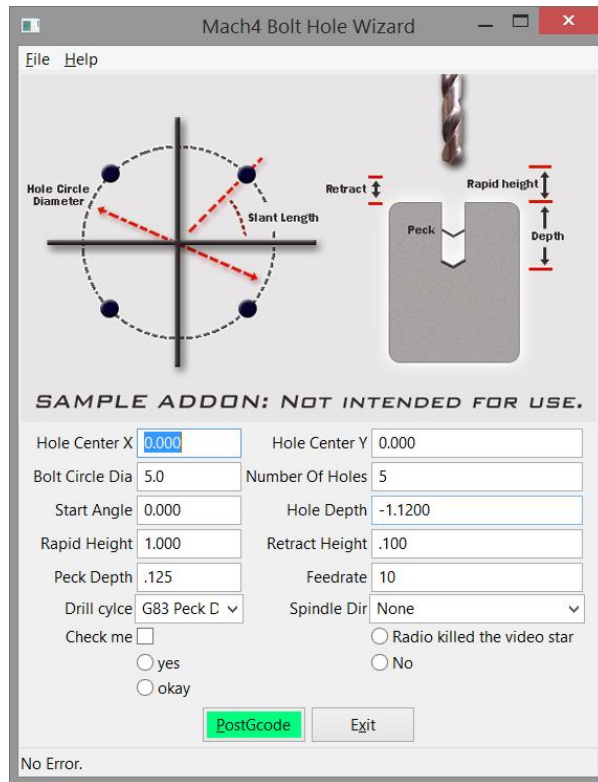 Mach4 Bolt Hole Wizard
File Help
Hole Circle
Diameter
Slant Length
Retract
Rapid height
Peck
Depth
SAMPLE ADDON: NOT INTENDED FOR USE.
Hole Center X 0.000 Hole Center Y 0.000
Bolt Circle Dia 5.0 Number Of Holes 5
Start Angle 0.000 Hole Depth -1.1200
Rapid Height 1.000 Retract Height .100
Peck Depth .125 Feedrate 10
Drill cylce G83 Peck D Spindle Dir None
Check me Radio killed the video star
yes No
okay
PostGcode Exit
No Error.